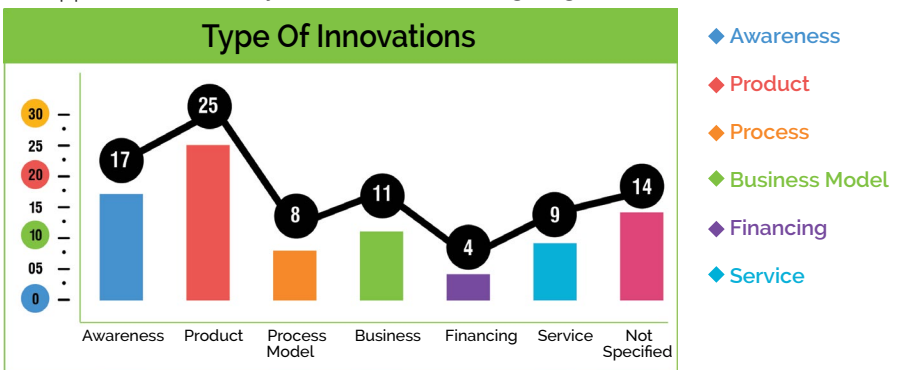 Type Of Innovations
30
25
20
15
10
05
0
17
25
8
11
4
9
14
Awareness
Product
Process
Model
Business
Financing
Service
Not
Specified
Awareness
Product
Process
Business Model
Financing
Service